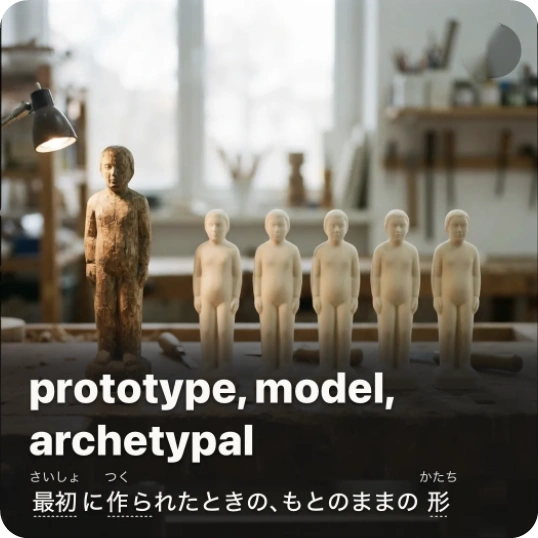 prototype, model,
archetypal
さいしょ つく かたち
最初に作られたときの、もとのままの形